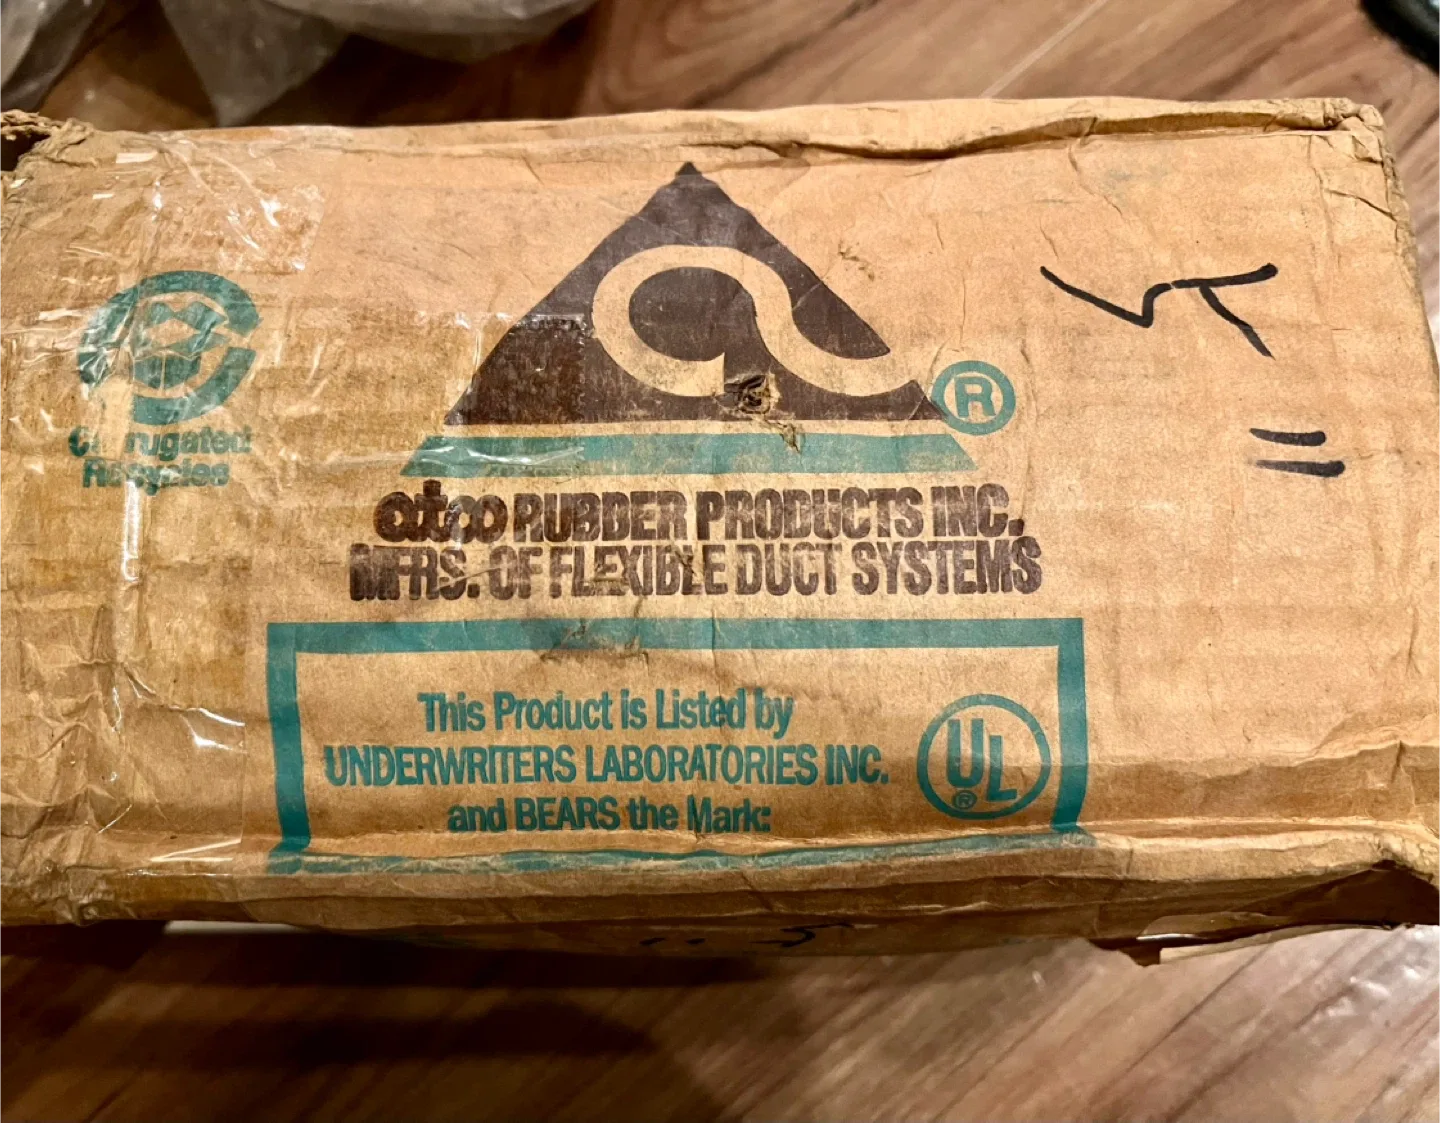 Corrugated
Recycles
®
atco RUBBER PRODUCTS INC.
MFRS. OF FLEXIBLE DUCT SYSTEMS
This Product is Listed by
UNDERWRITERS LABORATORIES INC.
and BEARS the Mark:
UL
®